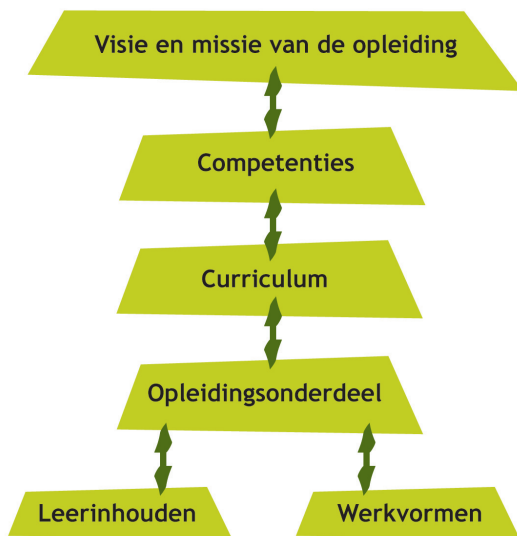 Visie en missie van de opleiding
Competenties
Curriculum
Opleidingsonderdeel
Leerinhouden
Werkvormen